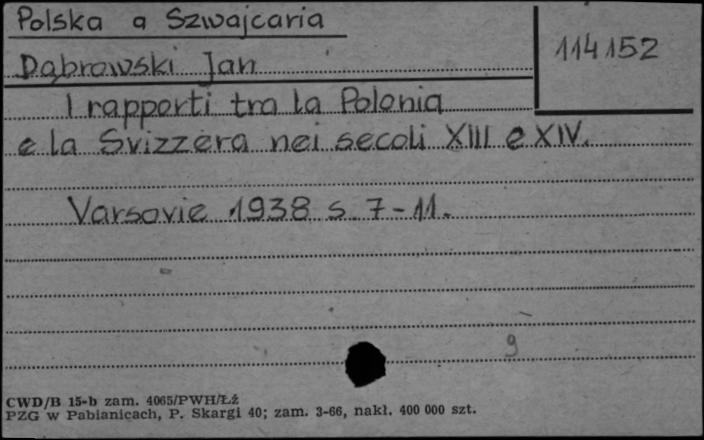 Polska a Szwajcaria
114152
Dąbrowski Jan
I rapporti tra la Polonia
e la Svizzera nei secoli XIII e XIV.
Varsovie 1938 s. 7-11.
9
CWD/B 15-b zam. 4065/PWH/Łź
PZG w Pabianicach, P. Skargi 40; zam. 3-66, nakł. 400 000 szt.